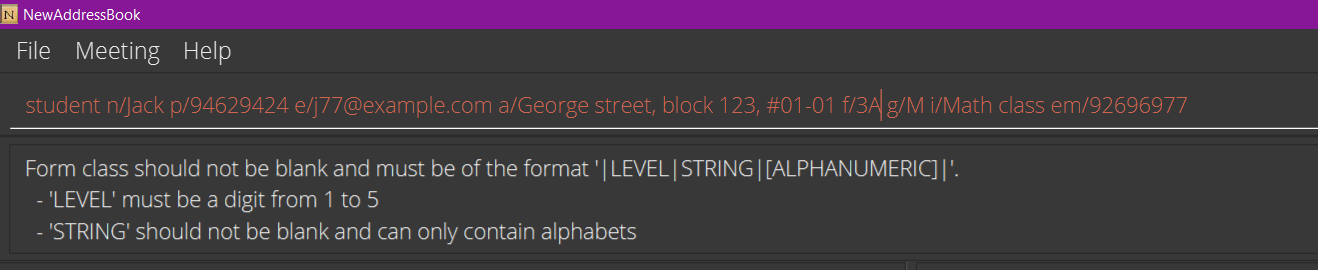 N NewAddressBook
File Meeting Help
student n/Jack p/94629424 e/j77@example.com a/George street, block 123, #01-01 f/3A g/M i/Math class em/92696977
Form class should not be blank and must be of the format '|LEVEL|STRING|[ALPHANUMERIC]|'.
- 'LEVEL' must be a digit from 1 to 5
- 'STRING' should not be blank and can only contain alphabets